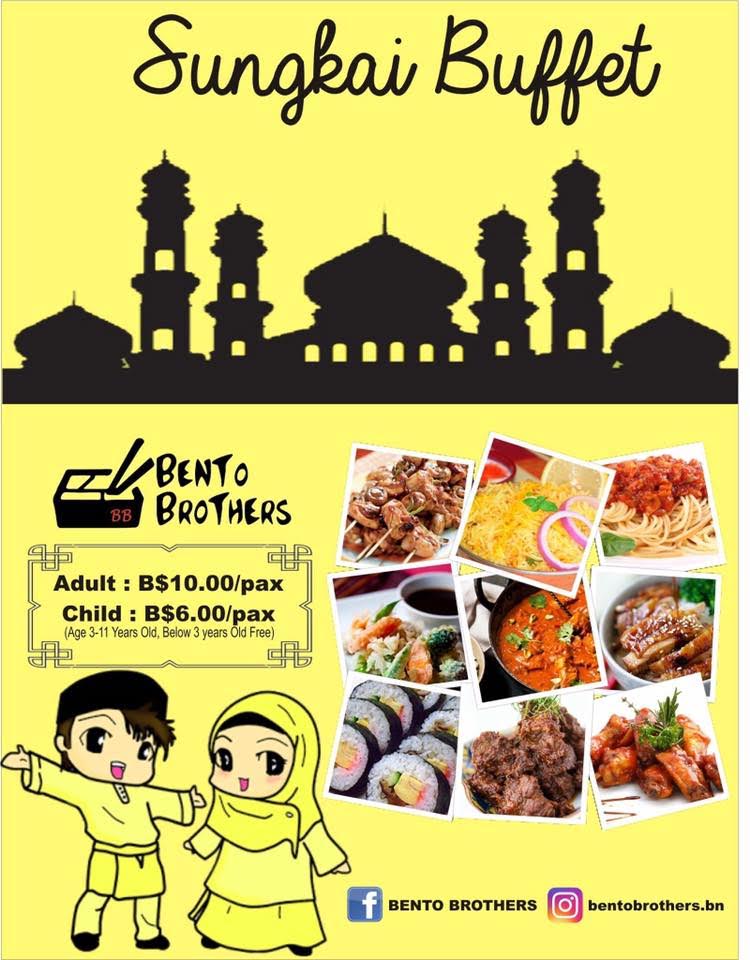 Sungkai Buffet
BENTO
BROTHERS
BB
Adult : B$10.00/pax
Child : B$6.00/pax
(Age 3-11 Years Old, Below 3 years Old Free)
f BENTO BROTHERS bentobrothers.bn